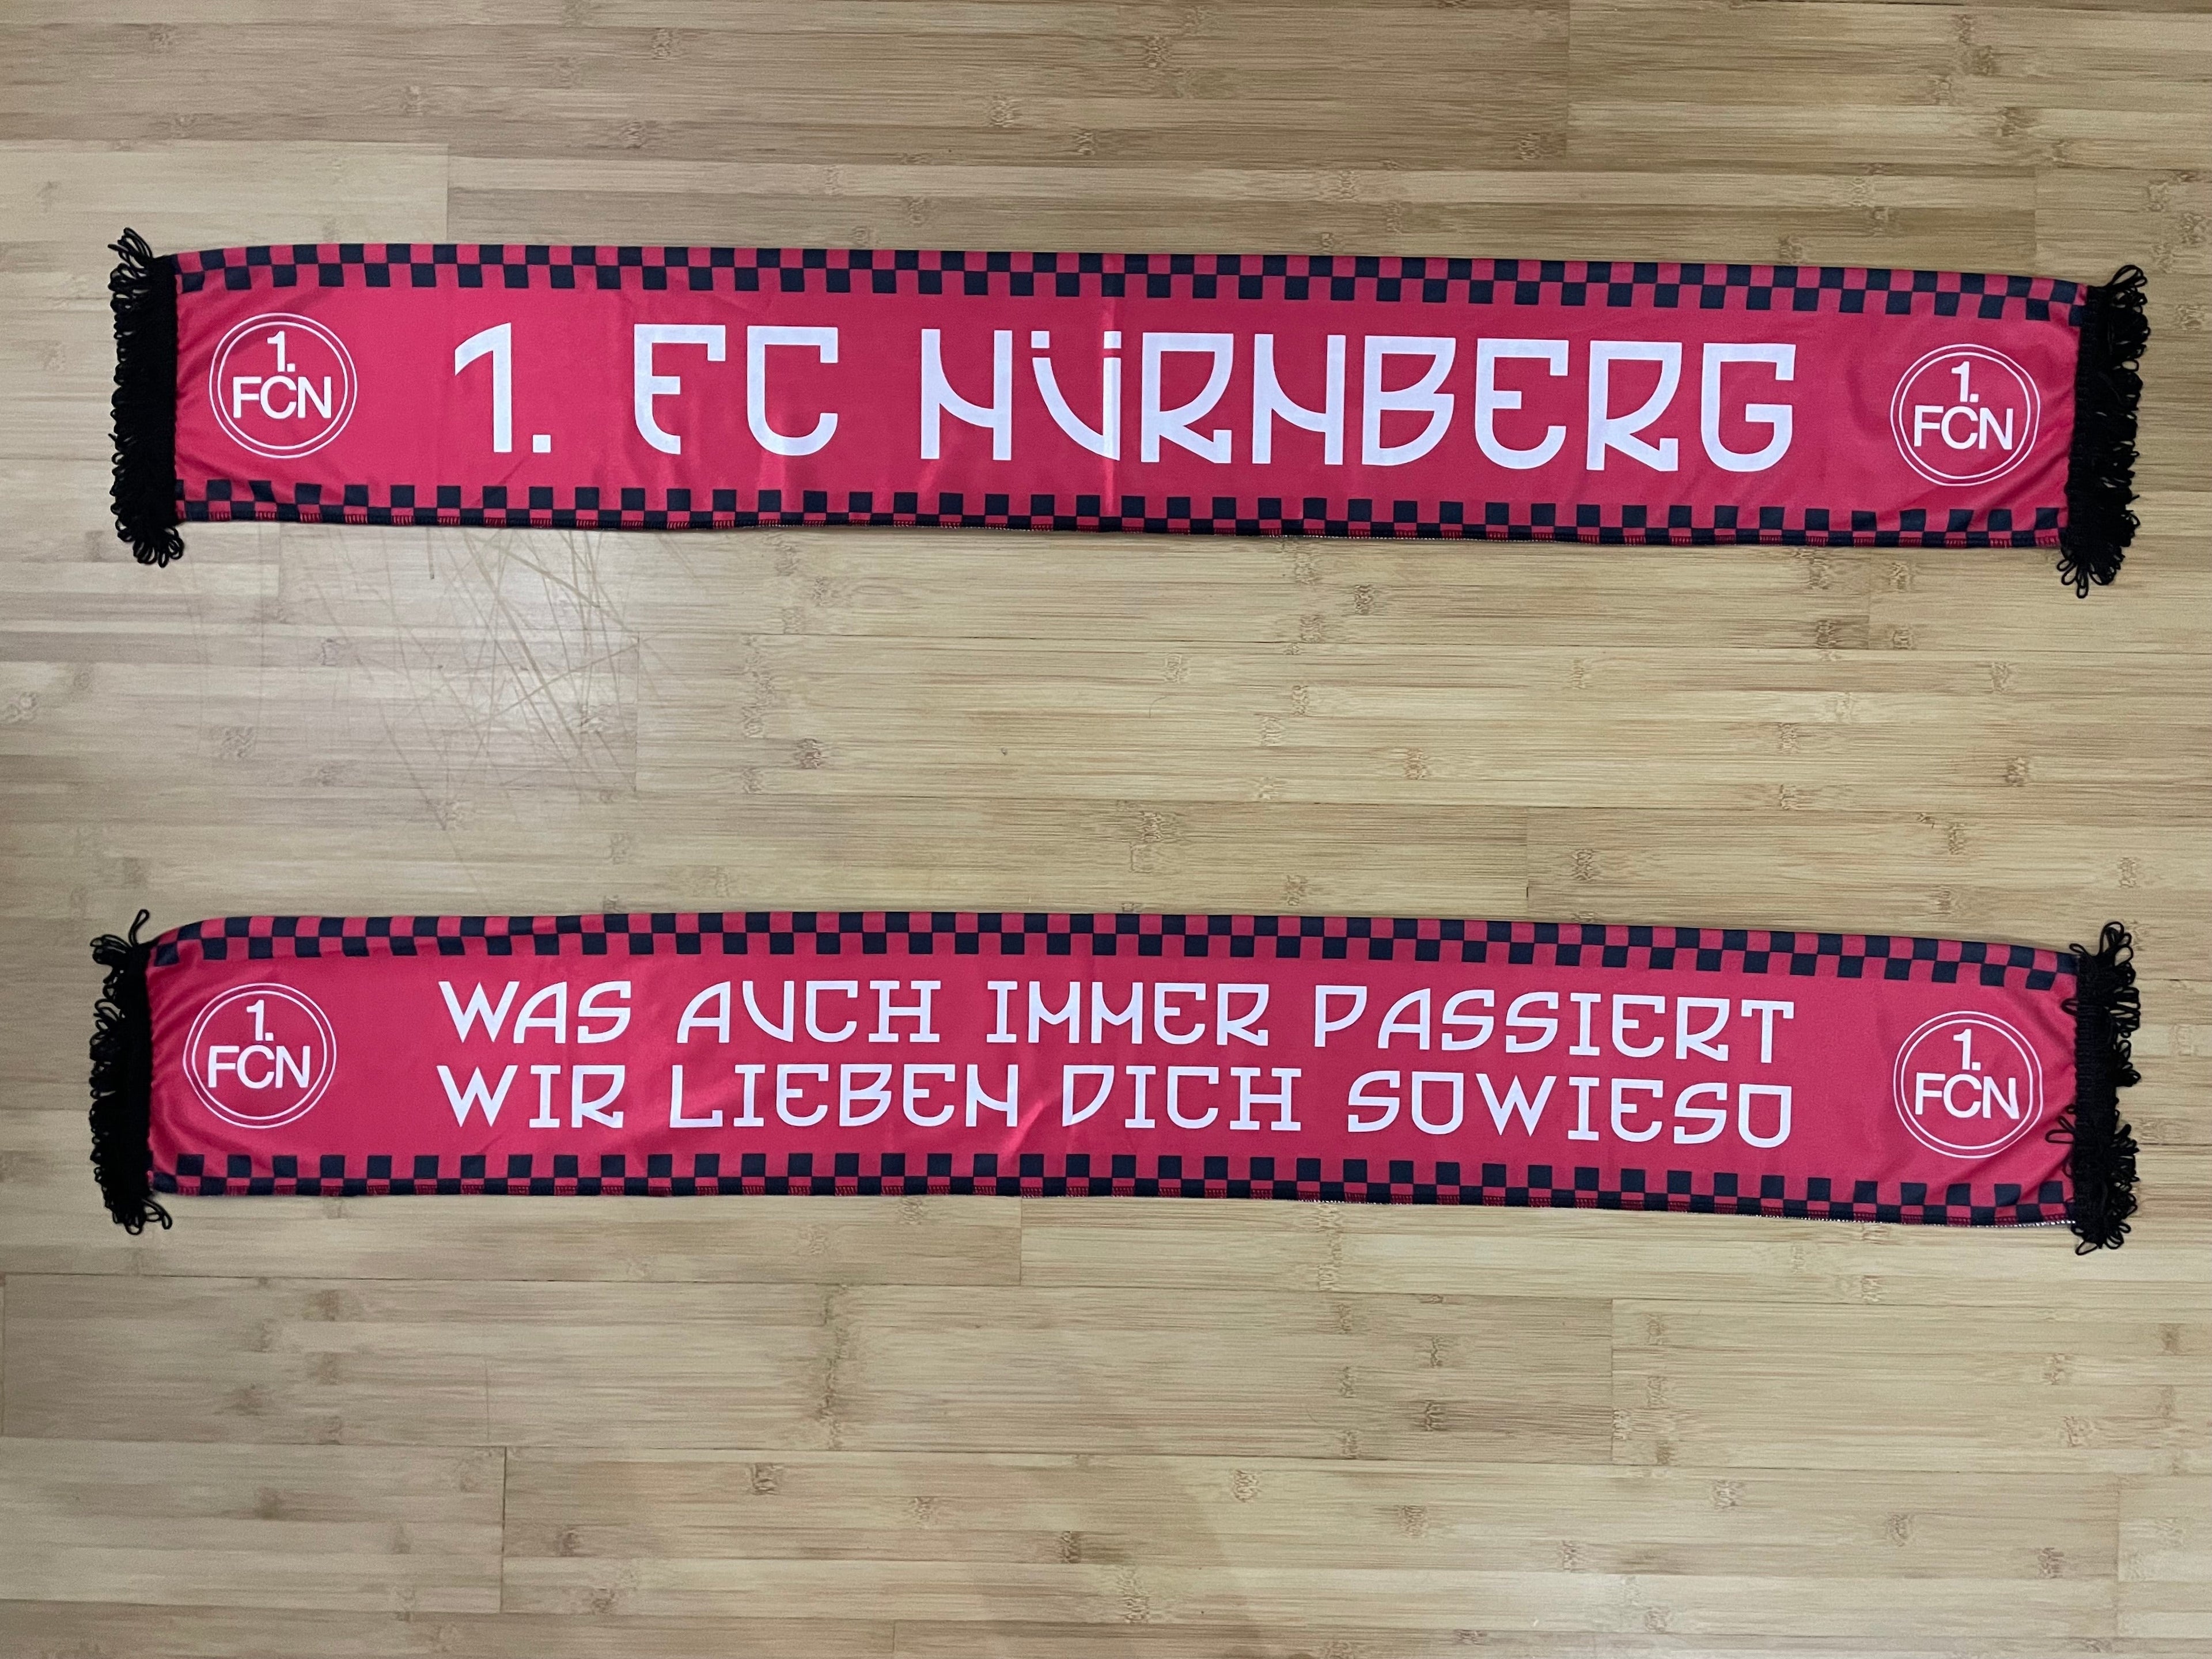 1. FCN
1. FC NÜRNBERG
1. FCN
1. FCN
WAS AUCH IMMER PASSIERT
WIR LIEBEN DICH SOWIESO
1. FCN